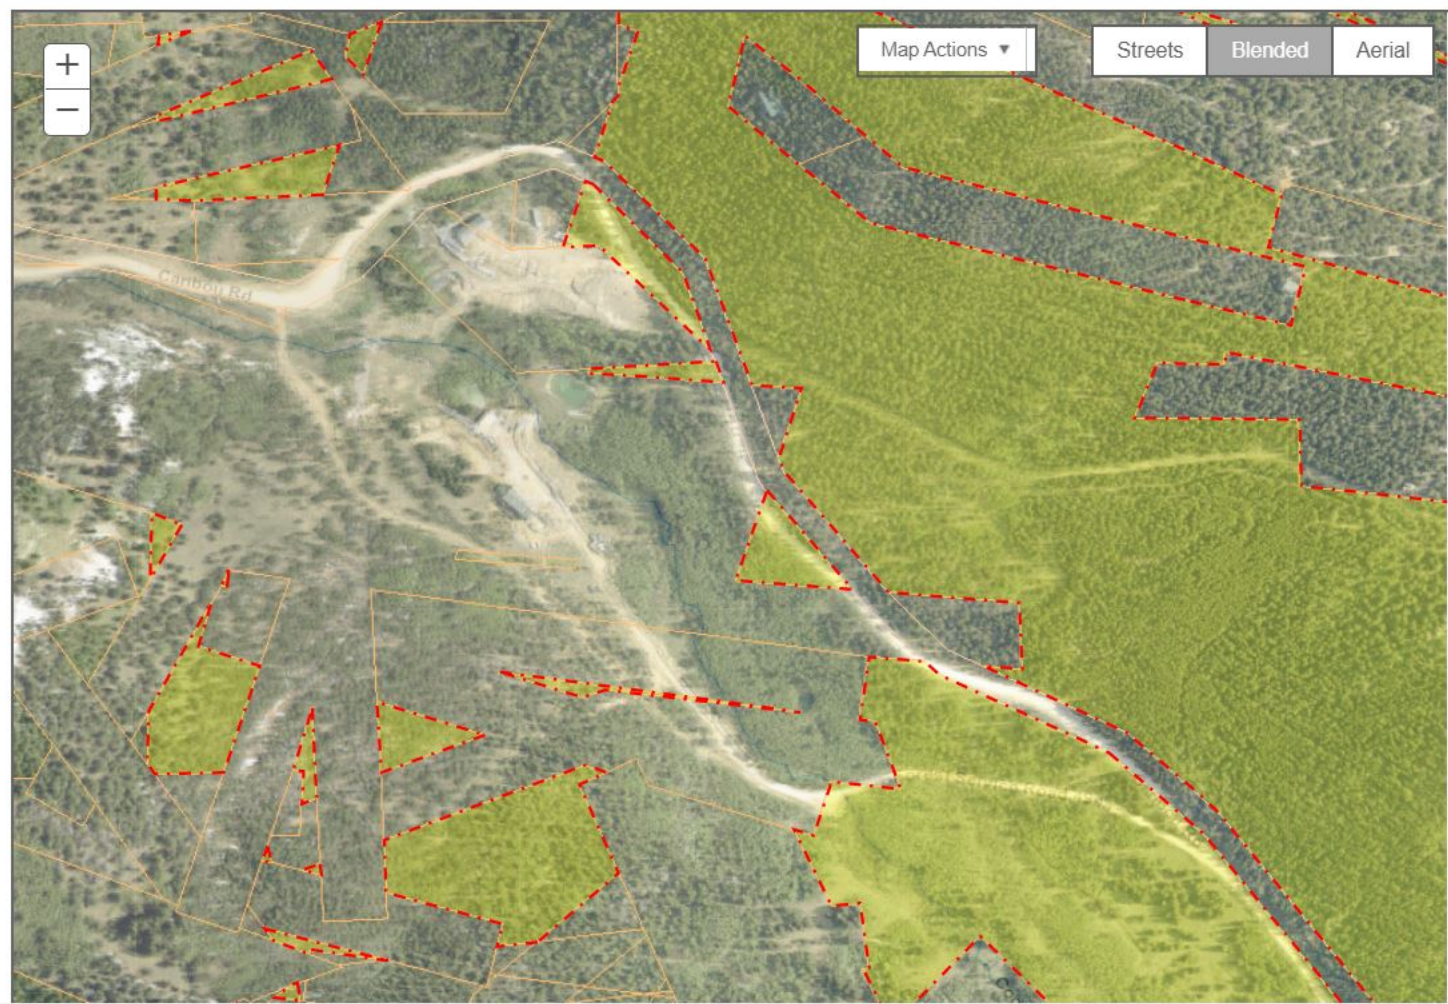 +
Map Actions ▼
Streets
Blended
Aerial
−
Caribou Rd